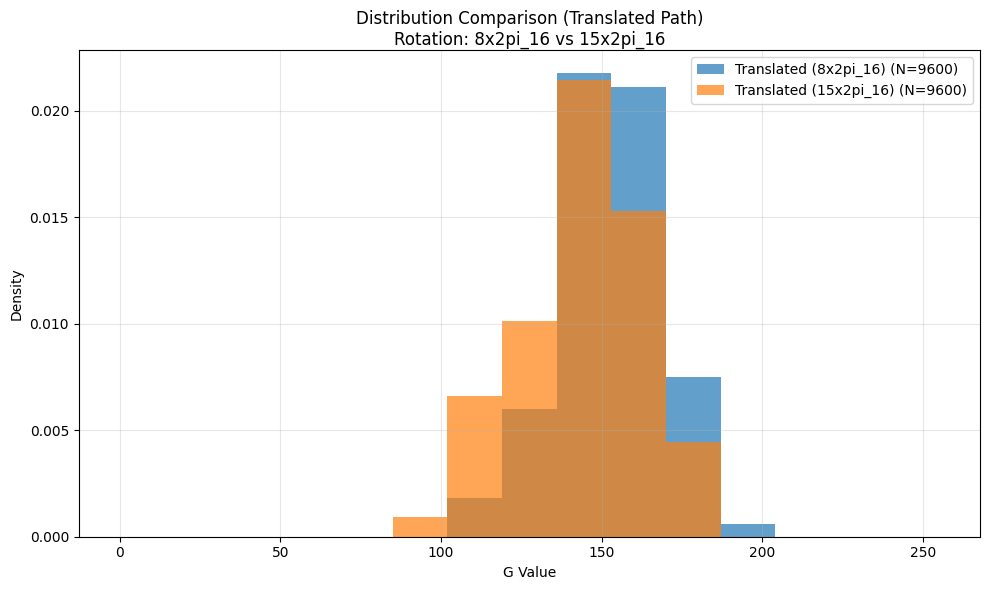 Distribution Comparison (Translated Path)
Rotation: 8x2pi_16 vs 15x2pi_16
Translated (8x2pi_16) (N=9600)
Translated (15x2pi_16) (N=9600)
Density
0.020
0.015
0.010
0.005
0.000
0 50 100 150 200 250
G Value